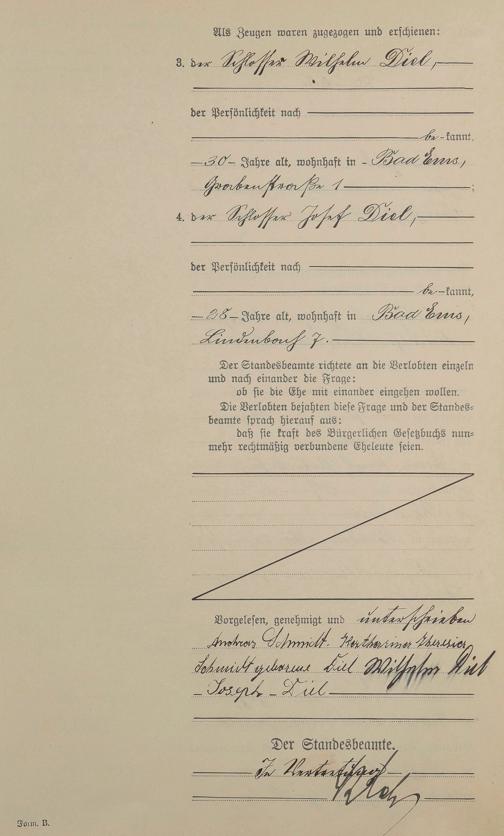 Als Zeugen waren zugezogen und erschienen:
3. der Schlosser Wilhelm Diel,
der Persönlichkeit nach
be-kannt,
-30- Jahre alt, wohnhaft in - Bad Ems,
Grabenstraße 1 ;
4. der Schlosser Josef Diel,
der Persönlichkeit nach
be-kannt,
-28- Jahre alt, wohnhaft in Bad Ems,
Lindenbach 7.
Der Standesbeamte richtete an die Verlobten einzeln
und nach einander die Frage:
ob sie die Ehe mit einander eingehen wollen.
Die Verlobten bejahten diese Frage und der Standes-
beamte sprach hierauf aus:
daß sie kraft des Bürgerlichen Gesetzbuchs nun-
mehr rechtmäßig verbundene Eheleute seien.
Vorgelesen, genehmigt und unterschrieben
Andreas Schmidt. Katharina Theresia
Schmidt geborene Diel Wilhelm Diel
- Joseph - Diel
Der Standesbeamte.
In Vertretung
Form. B.